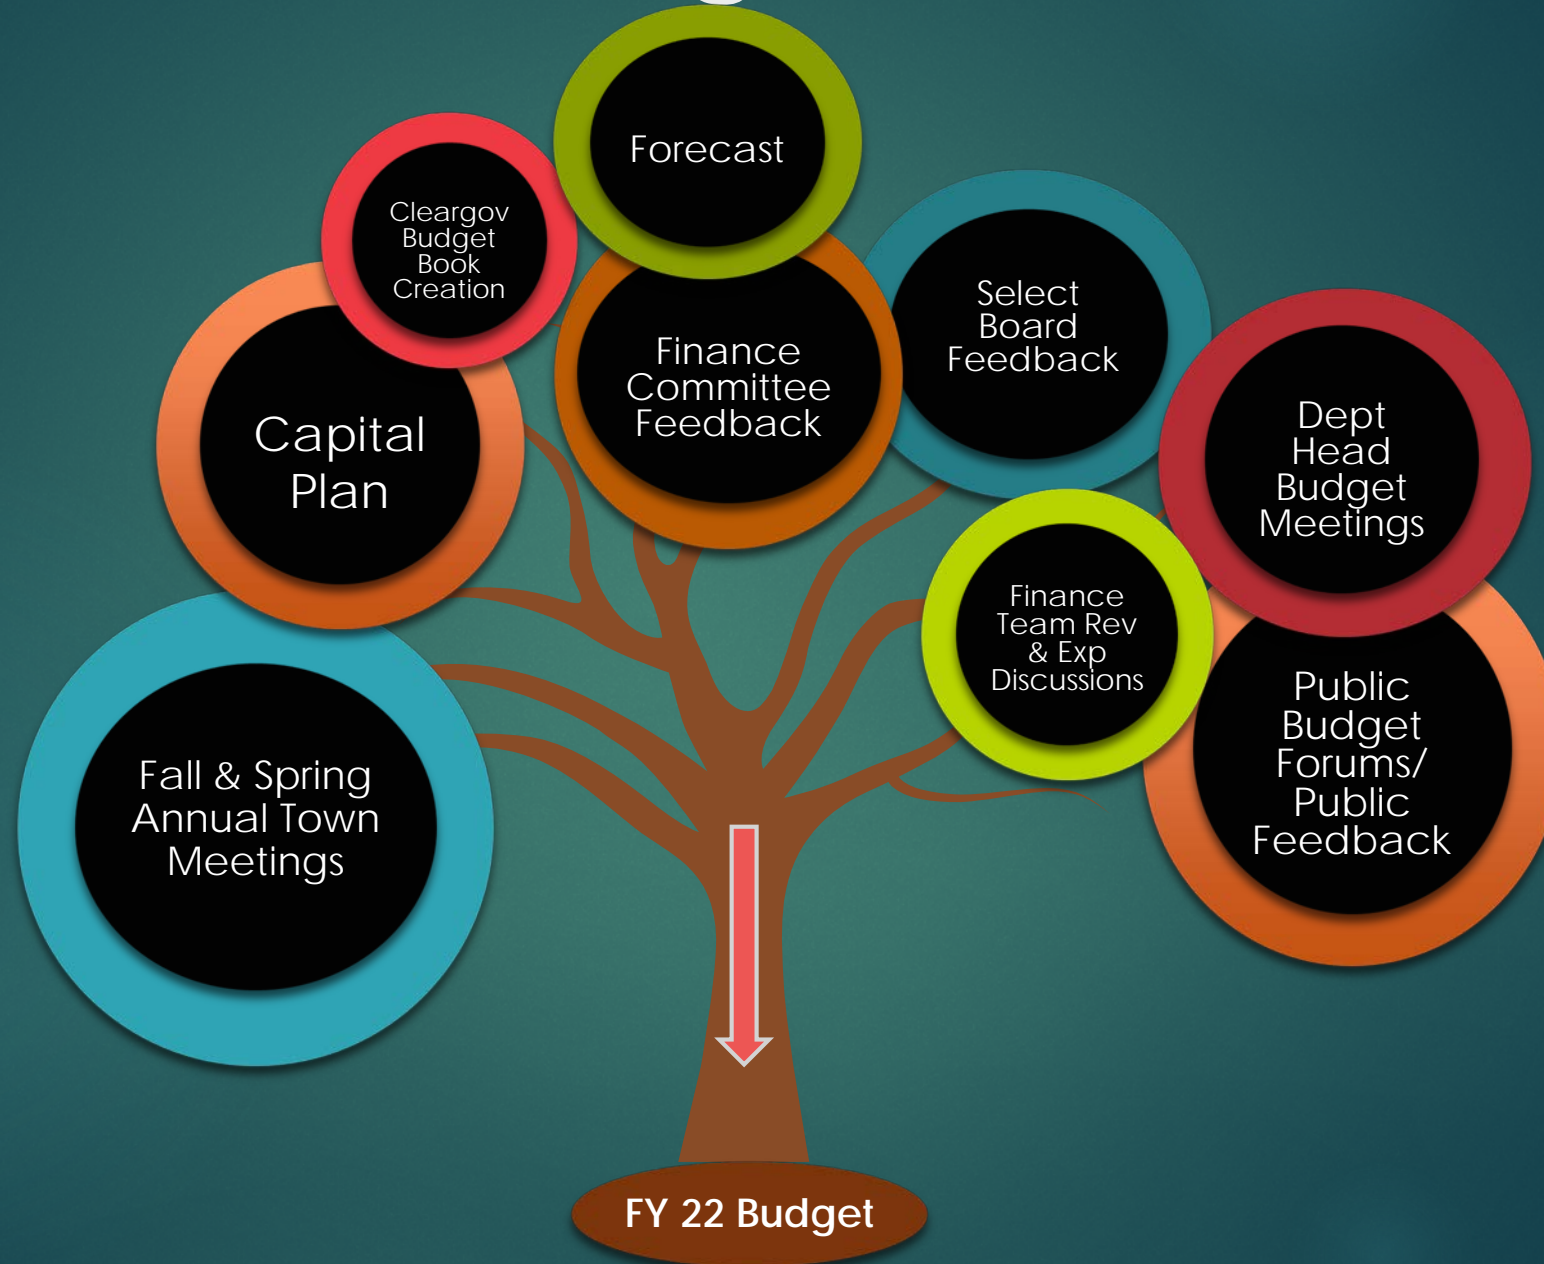 Forecast
Cleargov
Budget
Book
Creation
Select
Board
Feedback
Finance
Committee
Feedback
Capital
Plan
Dept
Head
Budget
Meetings
Finance
Team Rev
& Exp
Discussions
Public
Budget
Forums/
Public
Feedback
Fall & Spring
Annual Town
Meetings
FY 22 Budget